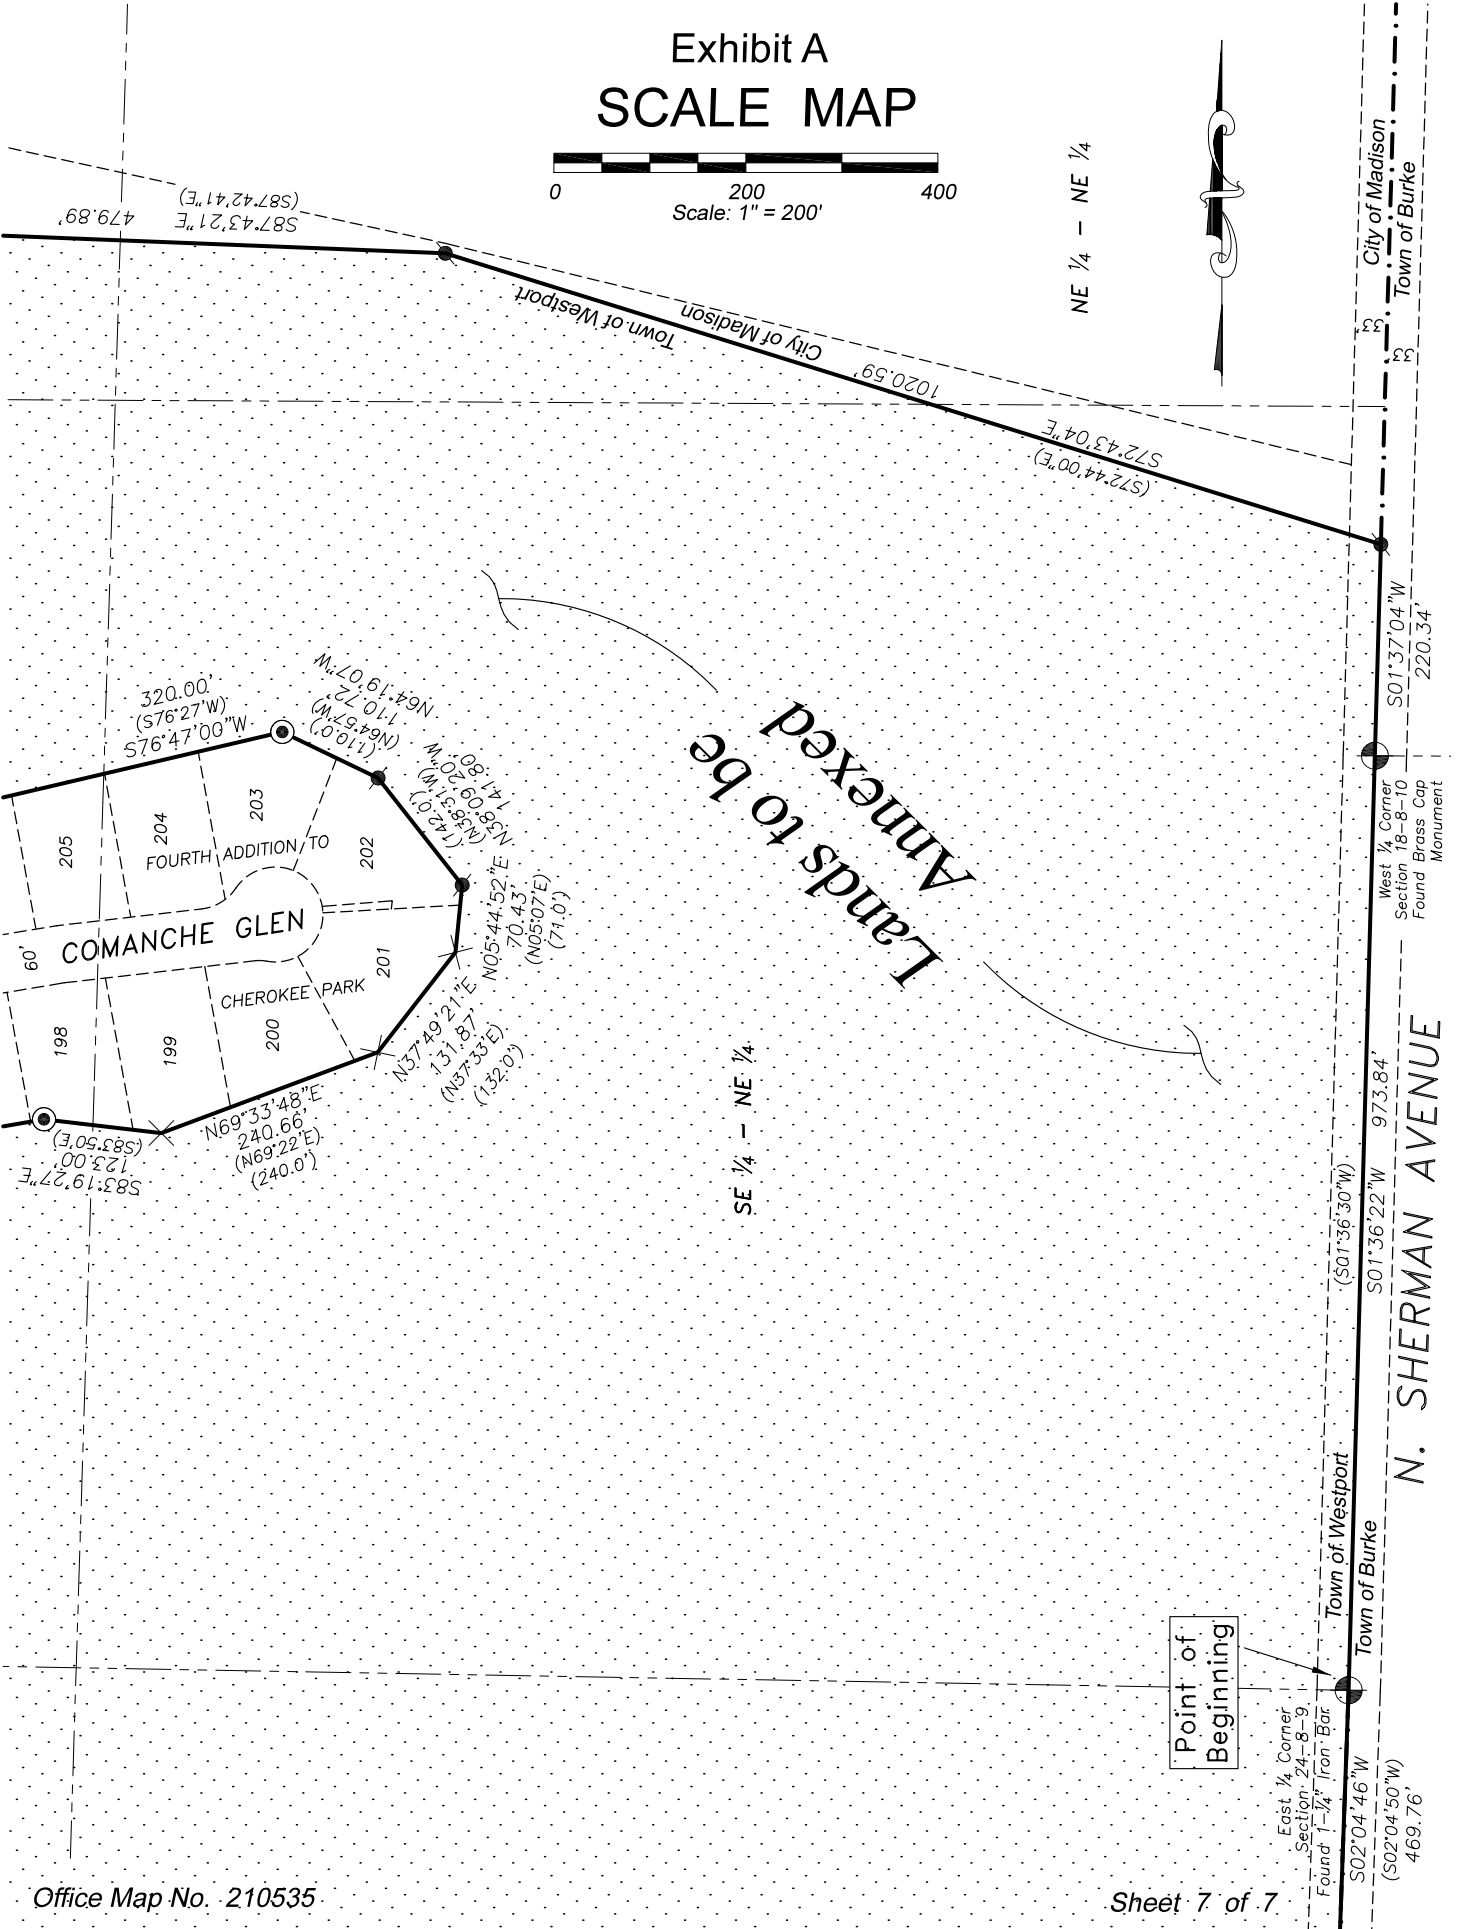 Exhibit A
SCALE MAP
0 200 400
Scale: 1" = 200'
NE ¼ - NE ¼
City of Madison
Town of Burke
33'
33'
(S87°42'41"E)
S87°43'21"E 479.89'
Town of Westport
City of Madison
1020.59'
S72°43'04"E
(S72°44'00"E)
S01°37'04"W
220.34'
West ¼ Corner
Section 18-8-10
Found Brass Cap
Monument
320.00'
(S76°27'W)
S76°47'00"W
N64°19'07"W
110.72'
(N64°57'W)
(110.0')
N38°09'20"W
141.80'
(N38°31'W)
(142.0')
N05°44'52"E
70.43'
(N05°07'E)
(71.0')
N37°49'21"E
131.87'
(N37°33'E)
(132.0')
N69°33'48"E
240.66'
(N69°22'E)
(240.0')
(S83°50'E)
123.00'
S83°19'27"E
205
204
203
202
FOURTH ADDITION TO
COMANCHE GLEN
60'
CHEROKEE PARK
201
200
199
198
Lands to be
Annexed
SE ¼ - NE ¼
973.84'
S01°36'22"W
(S01°36'30"W)
N. SHERMAN AVENUE
Town of Westport
Town of Burke
Point of
Beginning
East ¼ Corner
Section 24-8-9
Found 1-¼" Iron Bar
S02°04'46"W
(S02°04'50"W)
469.76'
Office Map No. 210535
Sheet 7 of 7